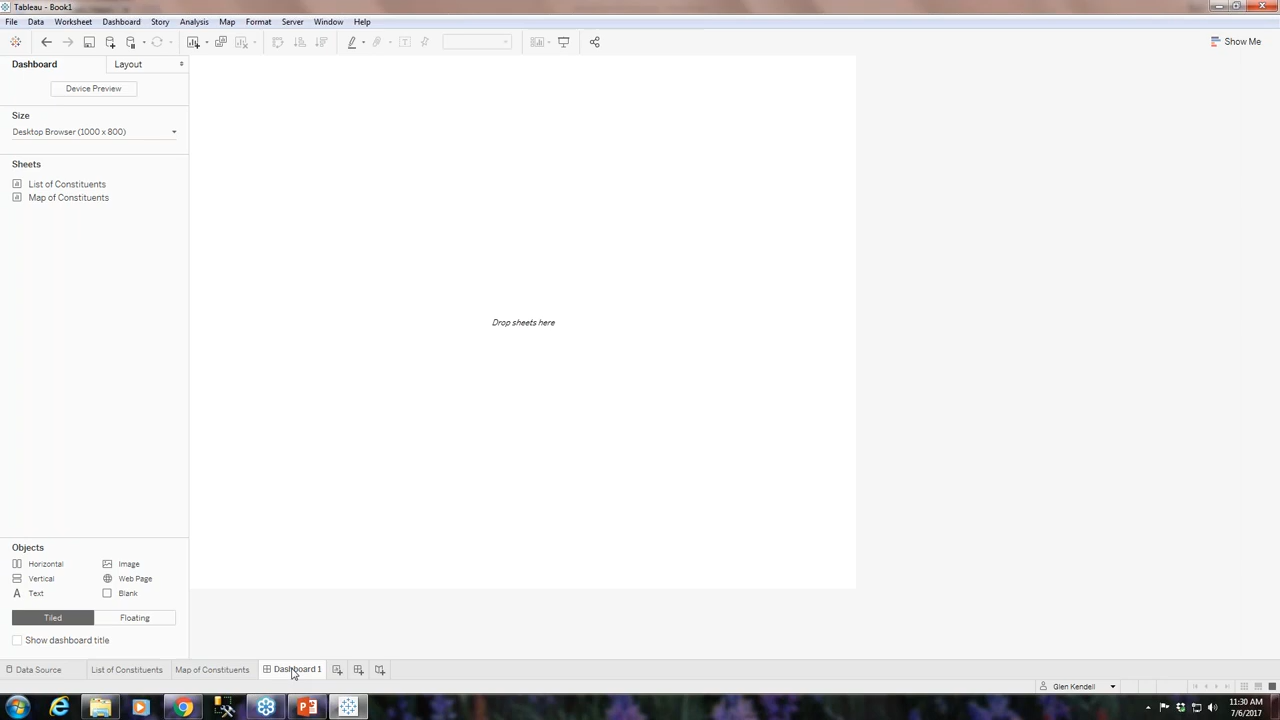 Tableau - Book1
File Data Worksheet Dashboard Story Analysis Map Format Server Window Help
Show Me
Dashboard Layout
Device Preview
Size
Desktop Browser (1000 x 800)
Sheets
List of Constituents
Map of Constituents
Drop sheets here
Objects
Horizontal Image
Vertical Web Page
A Text Blank
Tiled Floating
Show dashboard title
Data Source List of Constituents Map of Constituents Dashboard 1
Glen Kendell
11:30 AM
7/6/2017